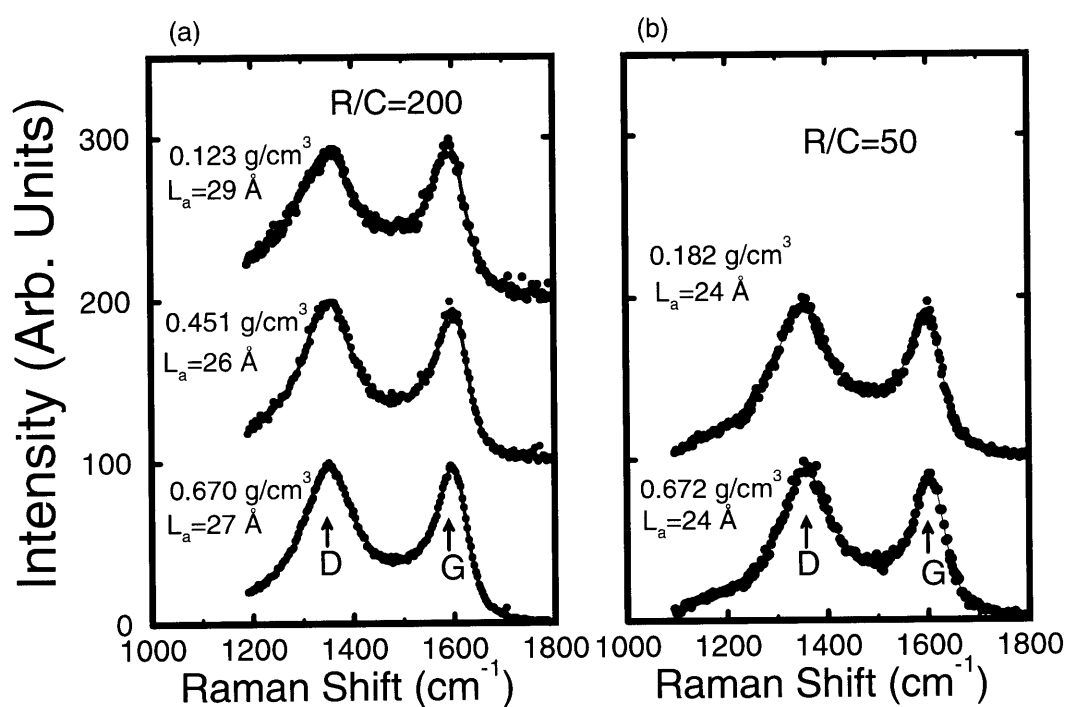 (a)
(b)
Intensity (Arb. Units)
R/C=200
R/C=50
300
200
100
0
0.123 g/cm³
Lₐ=29 Å
0.451 g/cm³
Lₐ=26 Å
0.670 g/cm³
Lₐ=27 Å
D
G
0.182 g/cm³
Lₐ=24 Å
0.672 g/cm³
Lₐ=24 Å
D
G
1000 1200 1400 1600 1800
1000 1200 1400 1600 1800
Raman Shift (cm⁻¹)
Raman Shift (cm⁻¹)